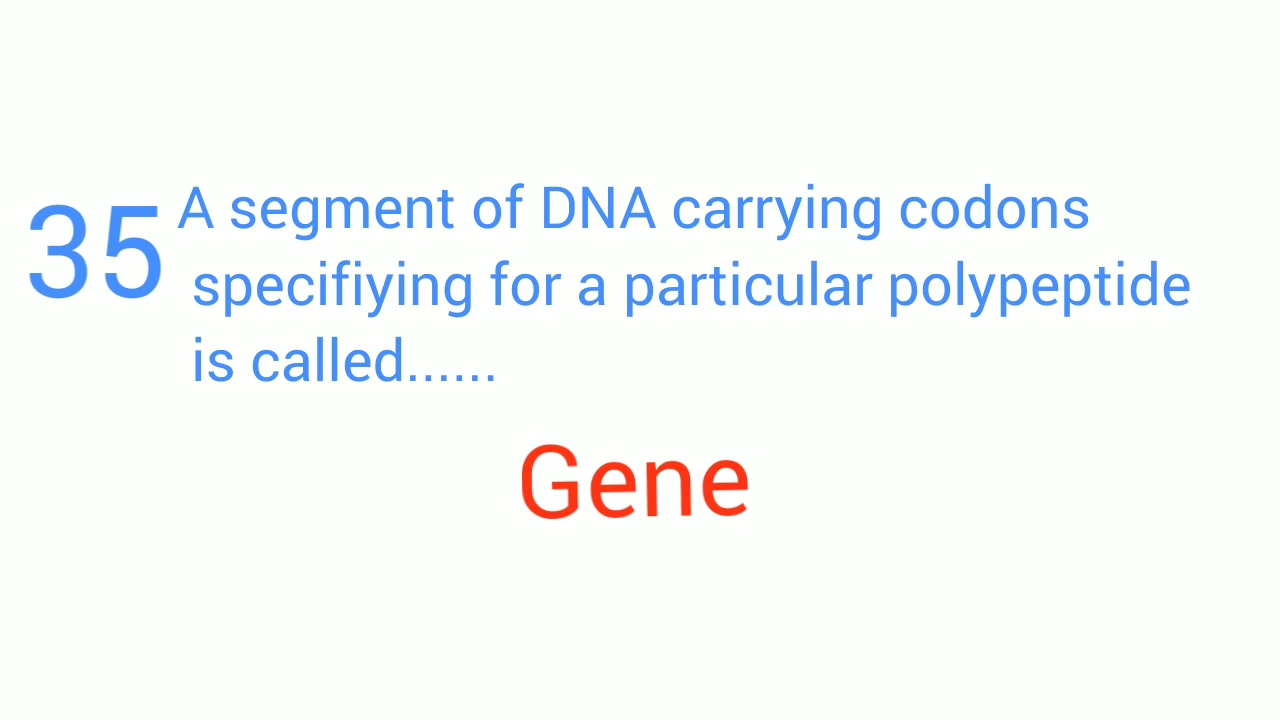 35 A segment of DNA carrying codons
specifiying for a particular polypeptide
is called......
Gene